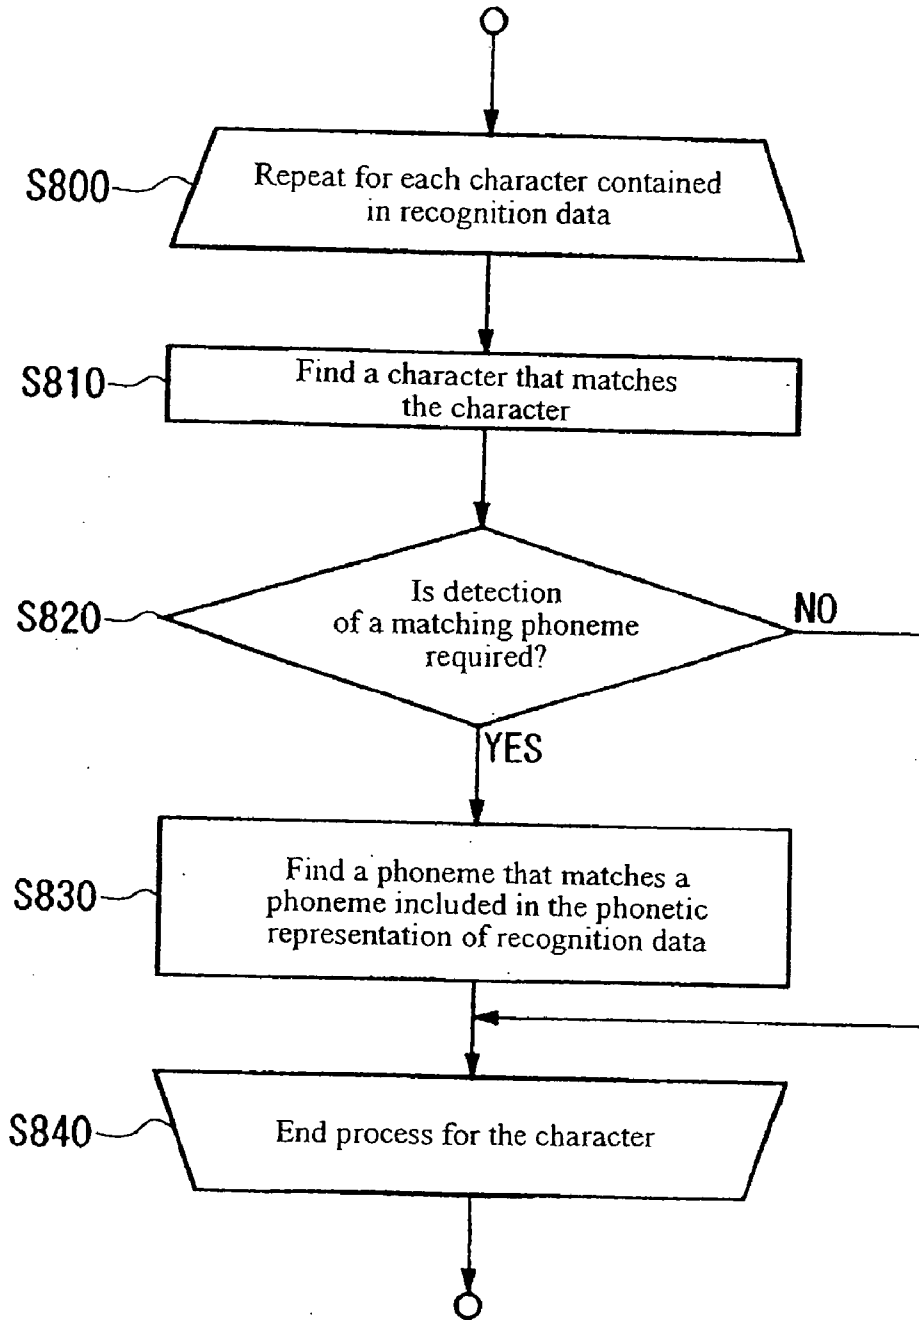 S800
Repeat for each character contained
in recognition data
S810
Find a character that matches
the character
S820
Is detection
of a matching phoneme
required?
NO
YES
S830
Find a phoneme that matches a
phoneme included in the phonetic
representation of recognition data
S840
End process for the character